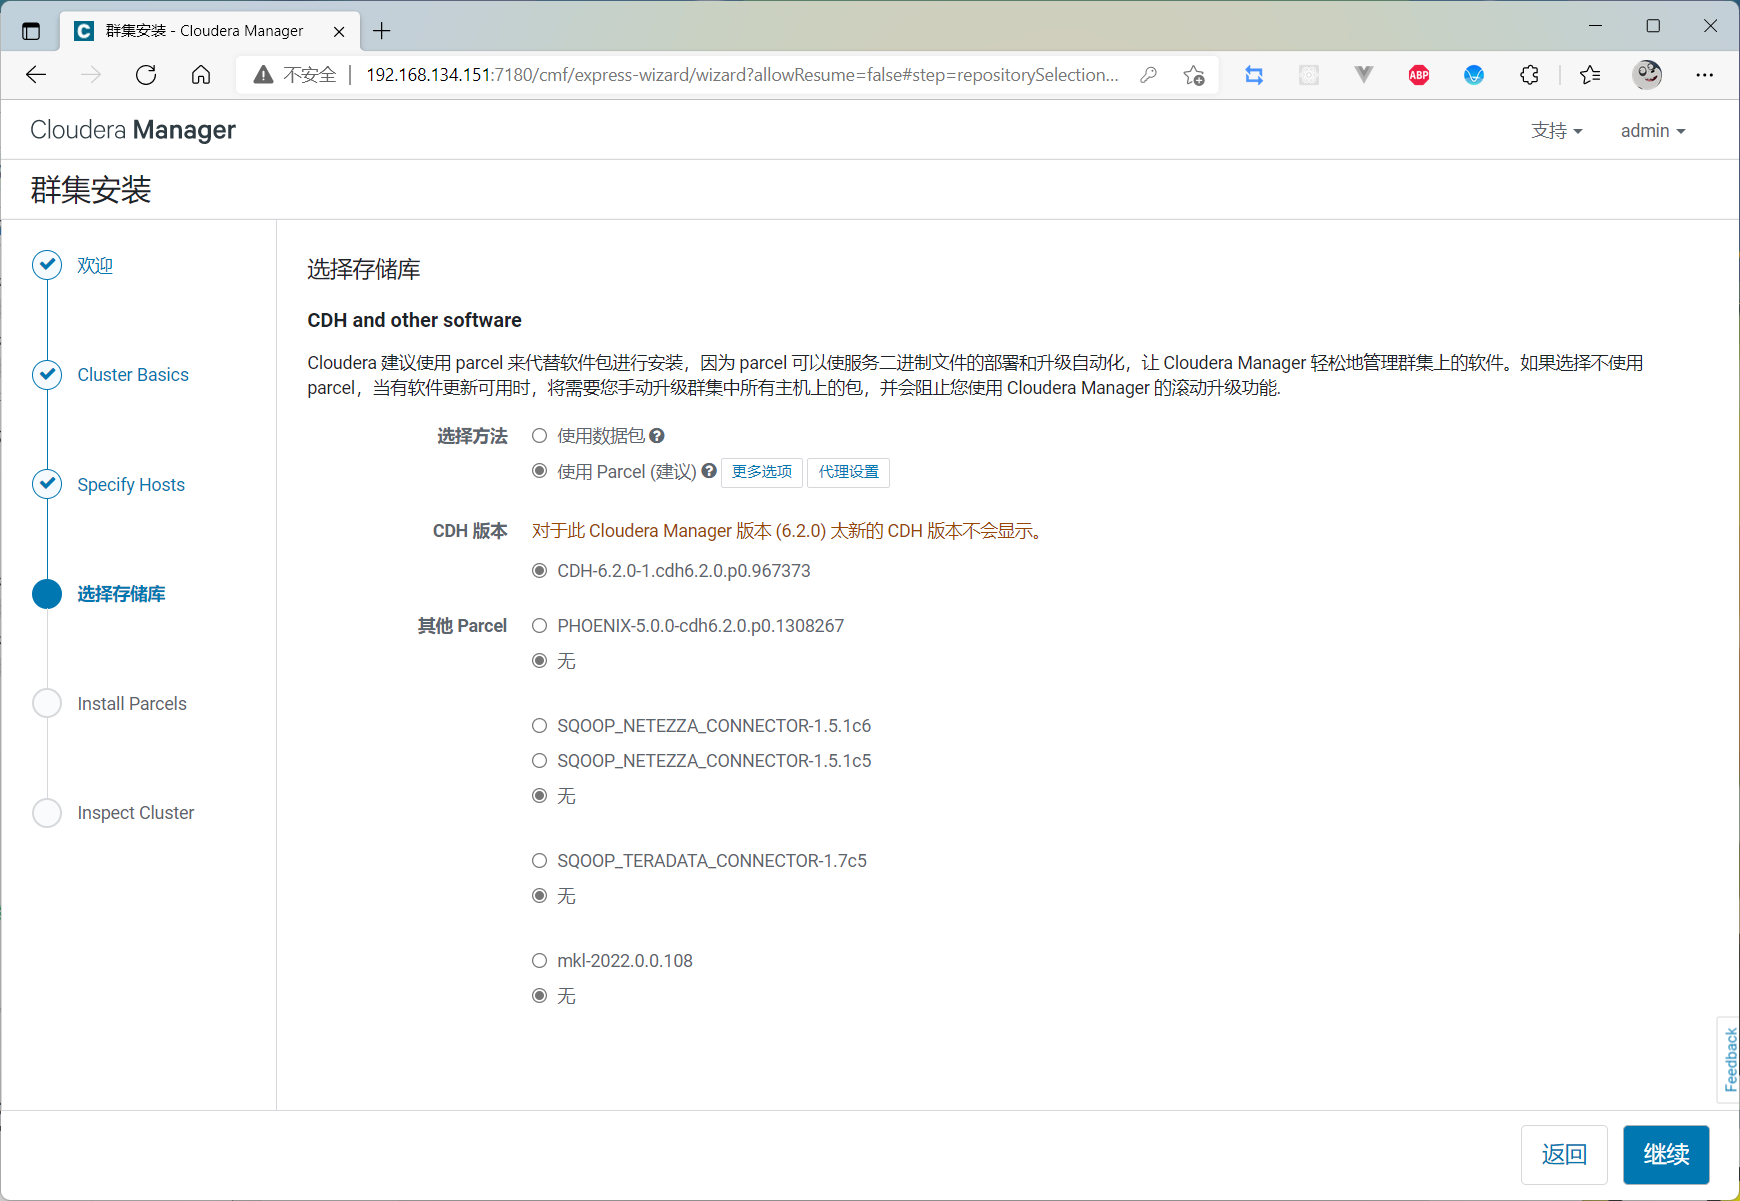 群集安装 - Cloudera Manager
不安全
192.168.134.151:7180/cmf/express-wizard/wizard?allowResume=false#step=repositorySelection...
ABP
Cloudera Manager
支持
admin
群集安装
欢迎
Cluster Basics
Specify Hosts
选择存储库
Install Parcels
Inspect Cluster
选择存储库
CDH and other software
Cloudera 建议使用 parcel 来代替软件包进行安装，因为 parcel 可以使服务二进制文件的部署和升级自动化，让 Cloudera Manager 轻松地管理群集上的软件。如果选择不使用
parcel，当有软件更新可用时，将需要您手动升级群集中所有主机上的包，并会阻止您使用 Cloudera Manager 的滚动升级功能.
选择方法
使用数据包
使用 Parcel (建议)
更多选项
代理设置
CDH 版本
对于此 Cloudera Manager 版本 (6.2.0) 太新的 CDH 版本不会显示。
CDH-6.2.0-1.cdh6.2.0.p0.967373
其他 Parcel
PHOENIX-5.0.0-cdh6.2.0.p0.1308267
无
SQOOP_NETEZZA_CONNECTOR-1.5.1c6
SQOOP_NETEZZA_CONNECTOR-1.5.1c5
无
SQOOP_TERADATA_CONNECTOR-1.7c5
无
mkl-2022.0.0.108
无
Feedback
返回
继续